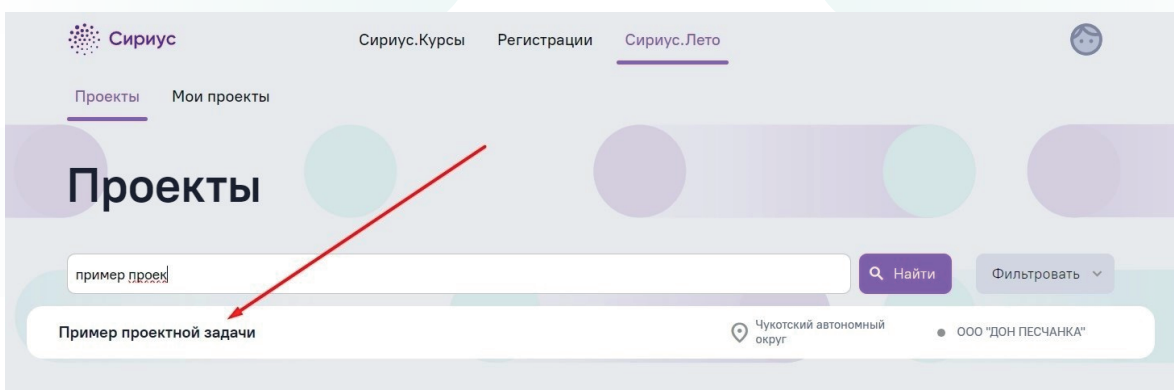 Сириус
Сириус.Курсы Регистрации Сириус.Лето
Проекты Мои проекты
Проекты
пример проек
Найти
Фильтровать
Пример проектной задачи
Чукотский автономный
округ
ООО "ДОН ПЕСЧАНКА"